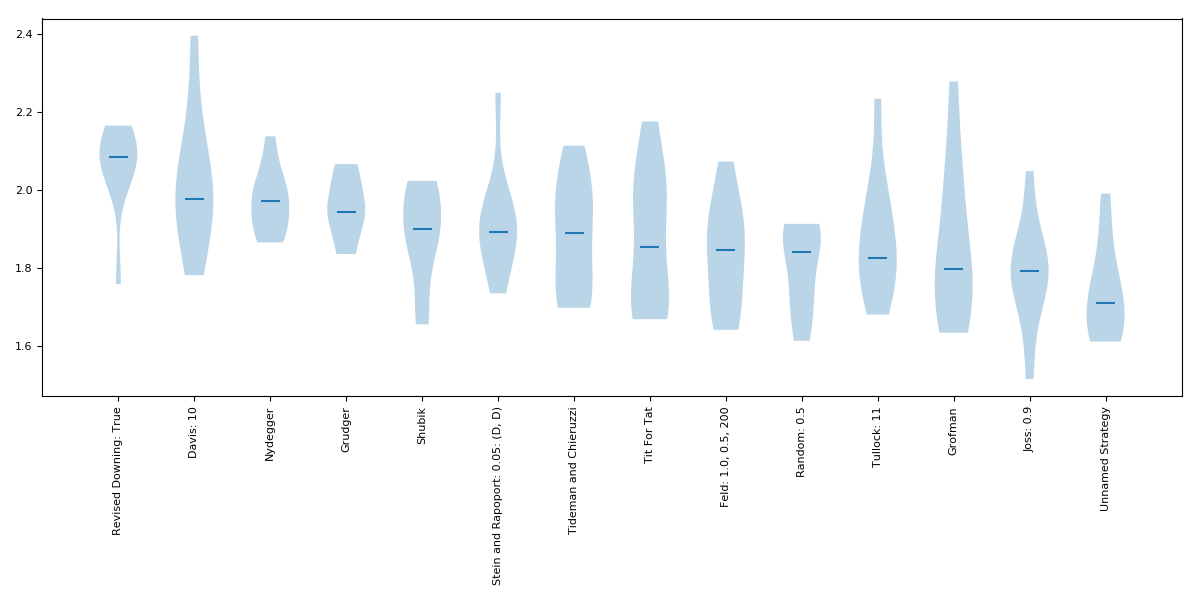 2.4
2.2
2.0
1.8
1.6
Revised Downing: True
Davis: 10
Nydegger
Grudger
Shubik
Stein and Rapoport: 0.05: (D, D)
Tideman and Chieruzzi
Tit For Tat
Feld: 1.0, 0.5, 200
Random: 0.5
Tullock: 11
Grofman
Joss: 0.9
Unnamed Strategy